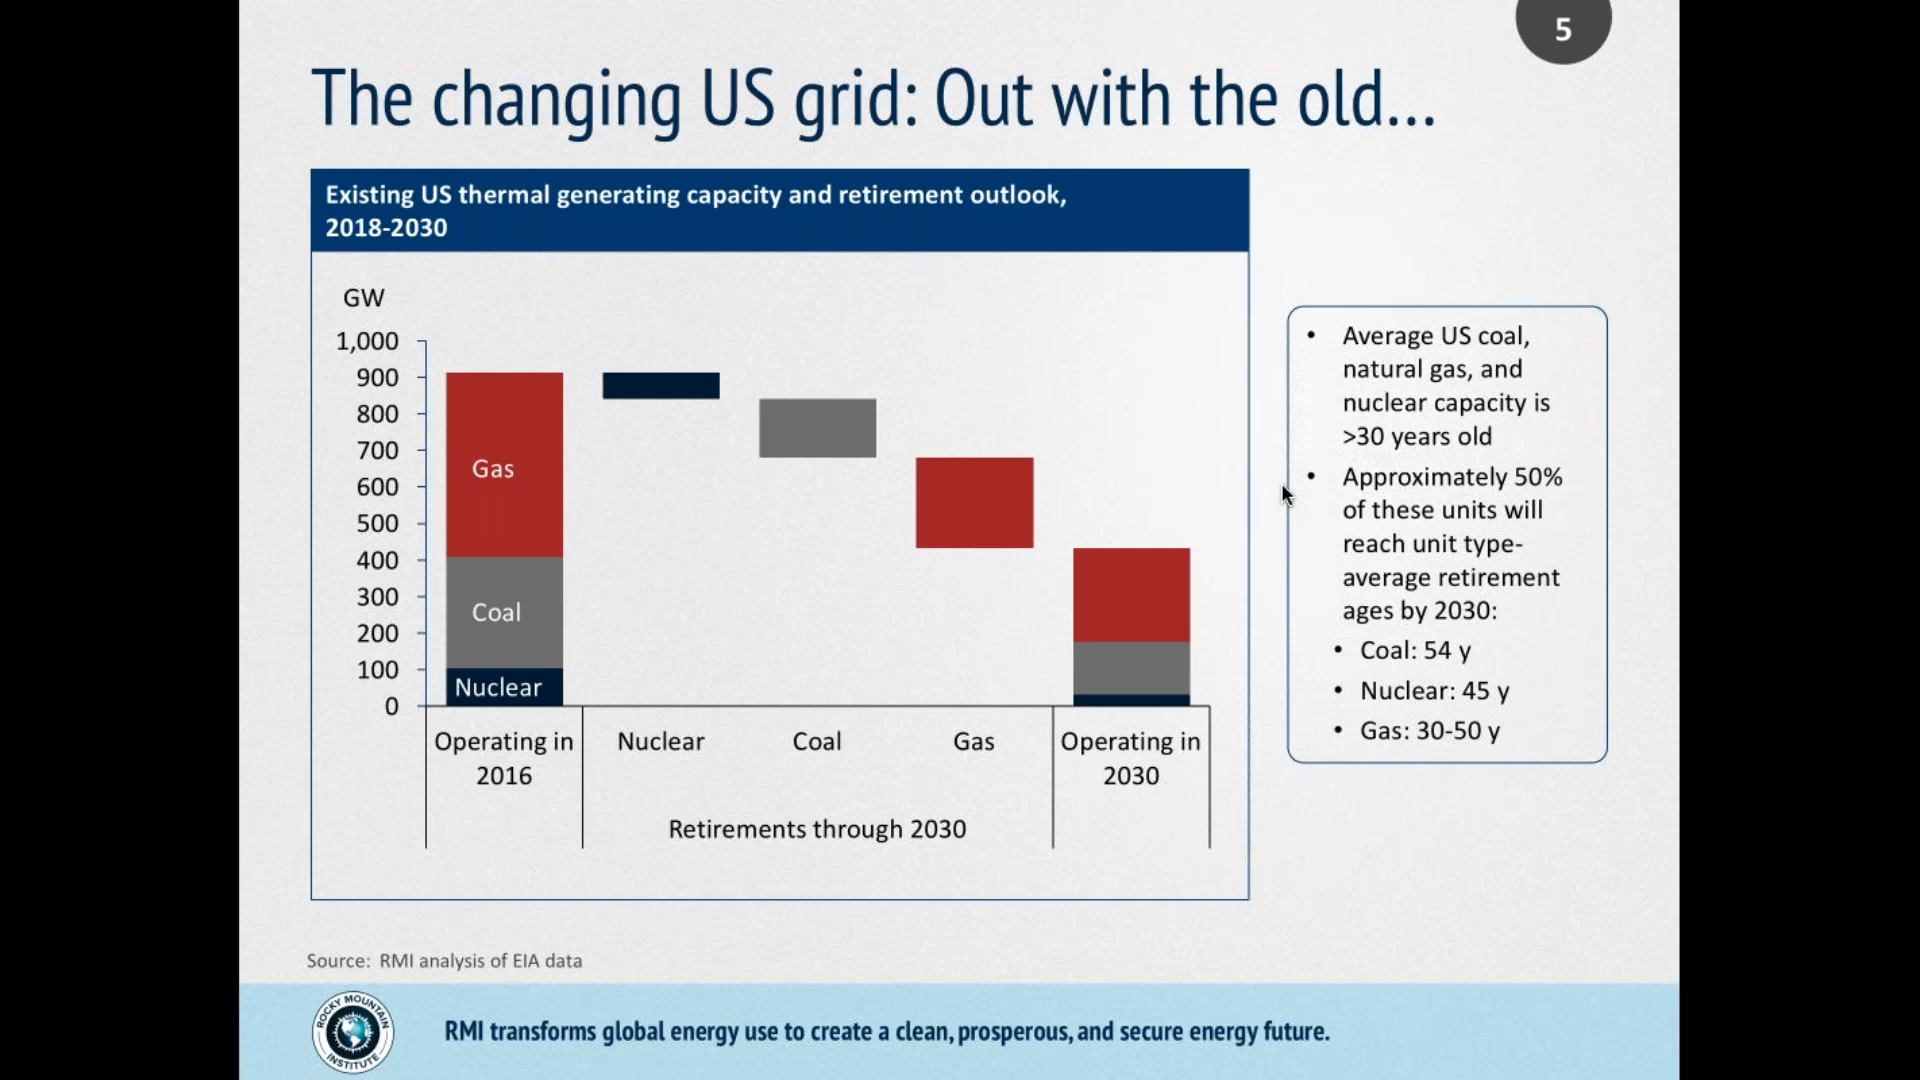 5
The changing US grid: Out with the old...
Existing US thermal generating capacity and retirement outlook,
2018-2030
GW
1,000
900
800
700
600
500
400
300
200
100
0
Gas
Coal
Nuclear
Operating in
2016
Nuclear
Coal
Gas
Operating in
2030
Retirements through 2030
• Average US coal,
natural gas, and
nuclear capacity is
>30 years old
• Approximately 50%
of these units will
reach unit type-
average retirement
ages by 2030:
• Coal: 54 y
• Nuclear: 45 y
• Gas: 30-50 y
Source: RMI analysis of EIA data
ROCKY MOUNTAIN
INSTITUTE
RMI transforms global energy use to create a clean, prosperous, and secure energy future.